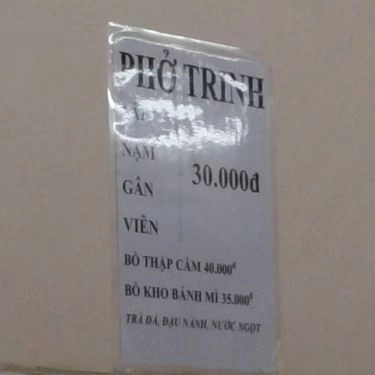 PHỞ TRINH
NẠM
30.000đ
GÂN
VIÊN
BÒ THẬP CẨM 40.000đ
BÒ KHO BÁNH MÌ 35.000đ
TRÀ ĐÁ, ĐẬU NÀNH, NƯỚC NGỌT